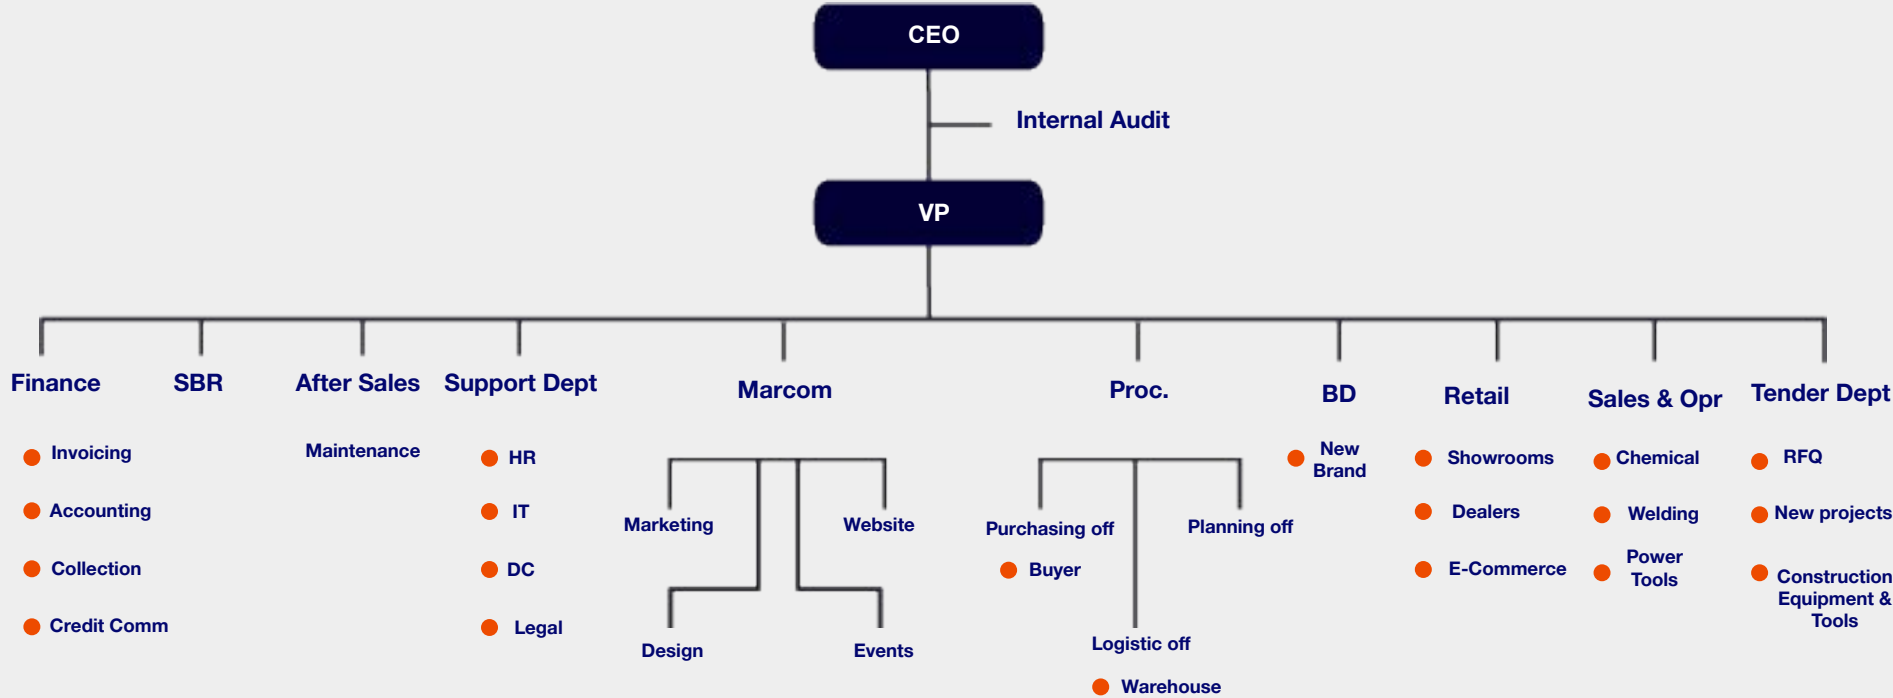 CEO
Internal Audit
VP
Finance
SBR
After Sales
Support Dept
Marcom
Proc.
BD
Retail
Sales & Opr
Tender Dept
Invoicing
Accounting
Collection
Credit Comm
Maintenance
HR
IT
DC
Legal
Marketing
Website
Design
Events
Purchasing off
Buyer
Planning off
Logistic off
Warehouse
New
Brand
Showrooms
Dealers
E-Commerce
Chemical
Welding
Power
Tools
RFQ
New projects
Construction
Equipment &
Tools